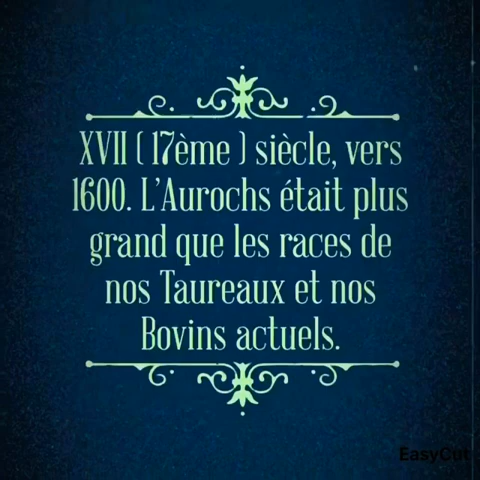 XVII ( 17ème ) siècle, vers
1600. L'Aurochs était plus
grand que les races de
nos Taureaux et nos
Bovins actuels.
EasyCut